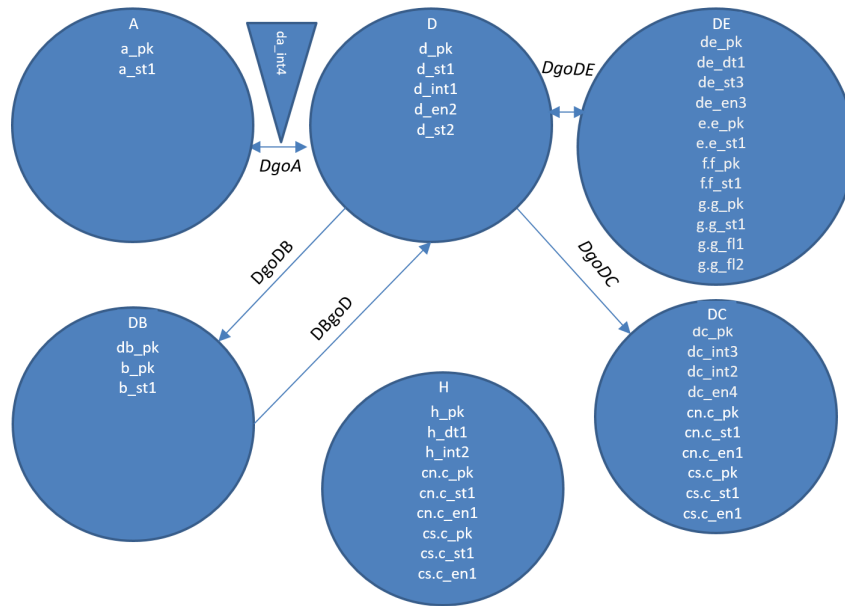 A
a_pk
a_st1
da_int4
DgoA
D
d_pk
d_st1
d_int1
d_en2
d_st2
DgoDE
DE
de_pk
de_dt1
de_st3
de_en3
e.e_pk
e.e_st1
f.f_pk
f.f_st1
g.g_pk
g.g_st1
g.g_fl1
g.g_fl2
DgoDB
DBgoD
DgoDC
DB
db_pk
b_pk
b_st1
H
h_pk
h_dt1
h_int2
cn.c_pk
cn.c_st1
cn.c_en1
cs.c_pk
cs.c_st1
cs.c_en1
DC
dc_pk
dc_int3
dc_int2
dc_en4
cn.c_pk
cn.c_st1
cn.c_en1
cs.c_pk
cs.c_st1
cs.c_en1